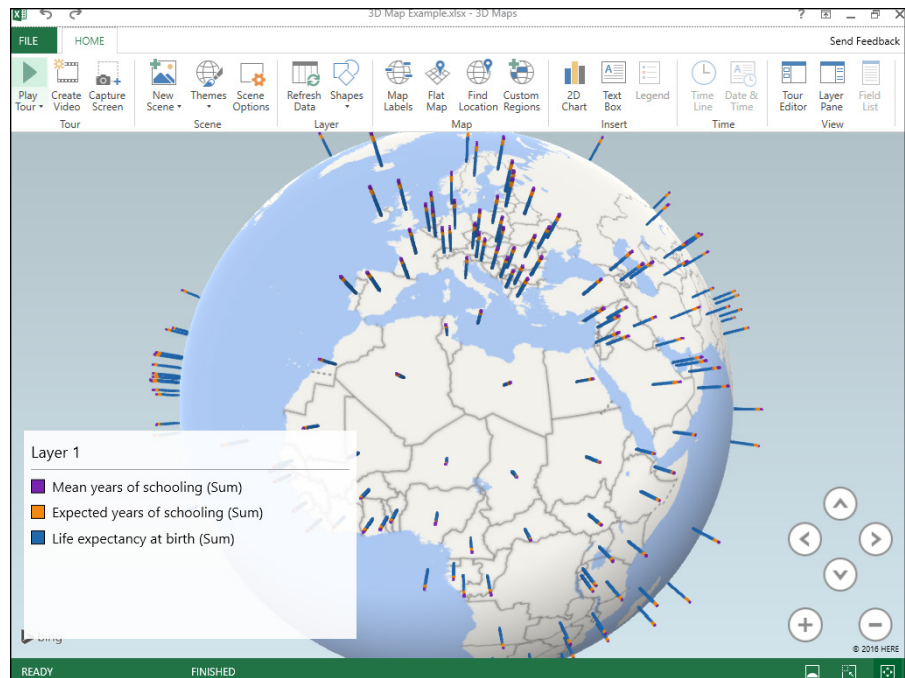 3D Map Example.xlsx - 3D Maps
FILE HOME Send Feedback
Play Tour
Create Video
Capture Screen
Tour
New Scene
Themes
Scene Options
Scene
Refresh Data
Shapes
Layer
Map Labels
Flat Map
Find Location
Custom Regions
Map
2D Chart
Text Box
Legend
Insert
Time Line
Date & Time
Time
Tour Editor
Layer Pane
Field List
View
Layer 1
Mean years of schooling (Sum)
Expected years of schooling (Sum)
Life expectancy at birth (Sum)
bing
© 2016 HERE
READY FINISHED